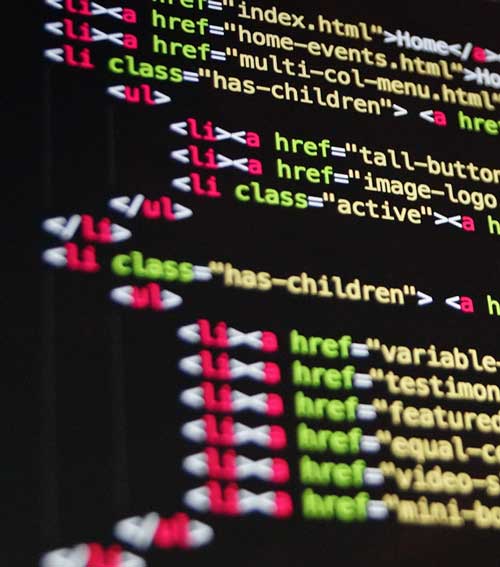 <li><a href="index.html">Home</a>
<li><a href="home-events.html">Ho
<li><a href="multi-col-menu.html"
<li class="has-children"> <a hre
<ul>
<li><a href="tall-button
<li><a href="image-logo
<li class="active"><a h
</ul>
</li>
<li class="has-children"> <a h
<ul>
<li><a href="variable-
<li><a href="testimon
<li><a href="featured
<li><a href="equal-co
<li><a href="video-s
<li><a href="mini-bo
</ul>
</li>